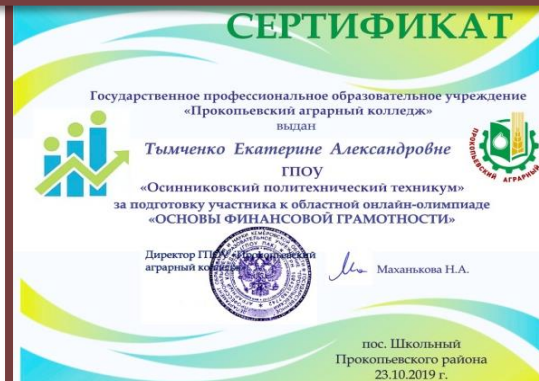 СЕРТИФИКАТ
Государственное профессиональное образовательное учреждение
«Прокопьевский аграрный колледж»
выдан
Тымченко Екатерине Александровне
ГПОУ
«Осинниковский политехнический техникум»
за подготовку участника к областной онлайн-олимпиаде
«ОСНОВЫ ФИНАНСОВОЙ ГРАМОТНОСТИ»
ПРОКОПЬЕВСКИЙ АГРАРНЫЙ
Директор ГПОУ «Прокопьевский
аграрный колледж»
Маханькова Н.А.
пос. Школьный
Прокопьевского района
23.10.2019 г.